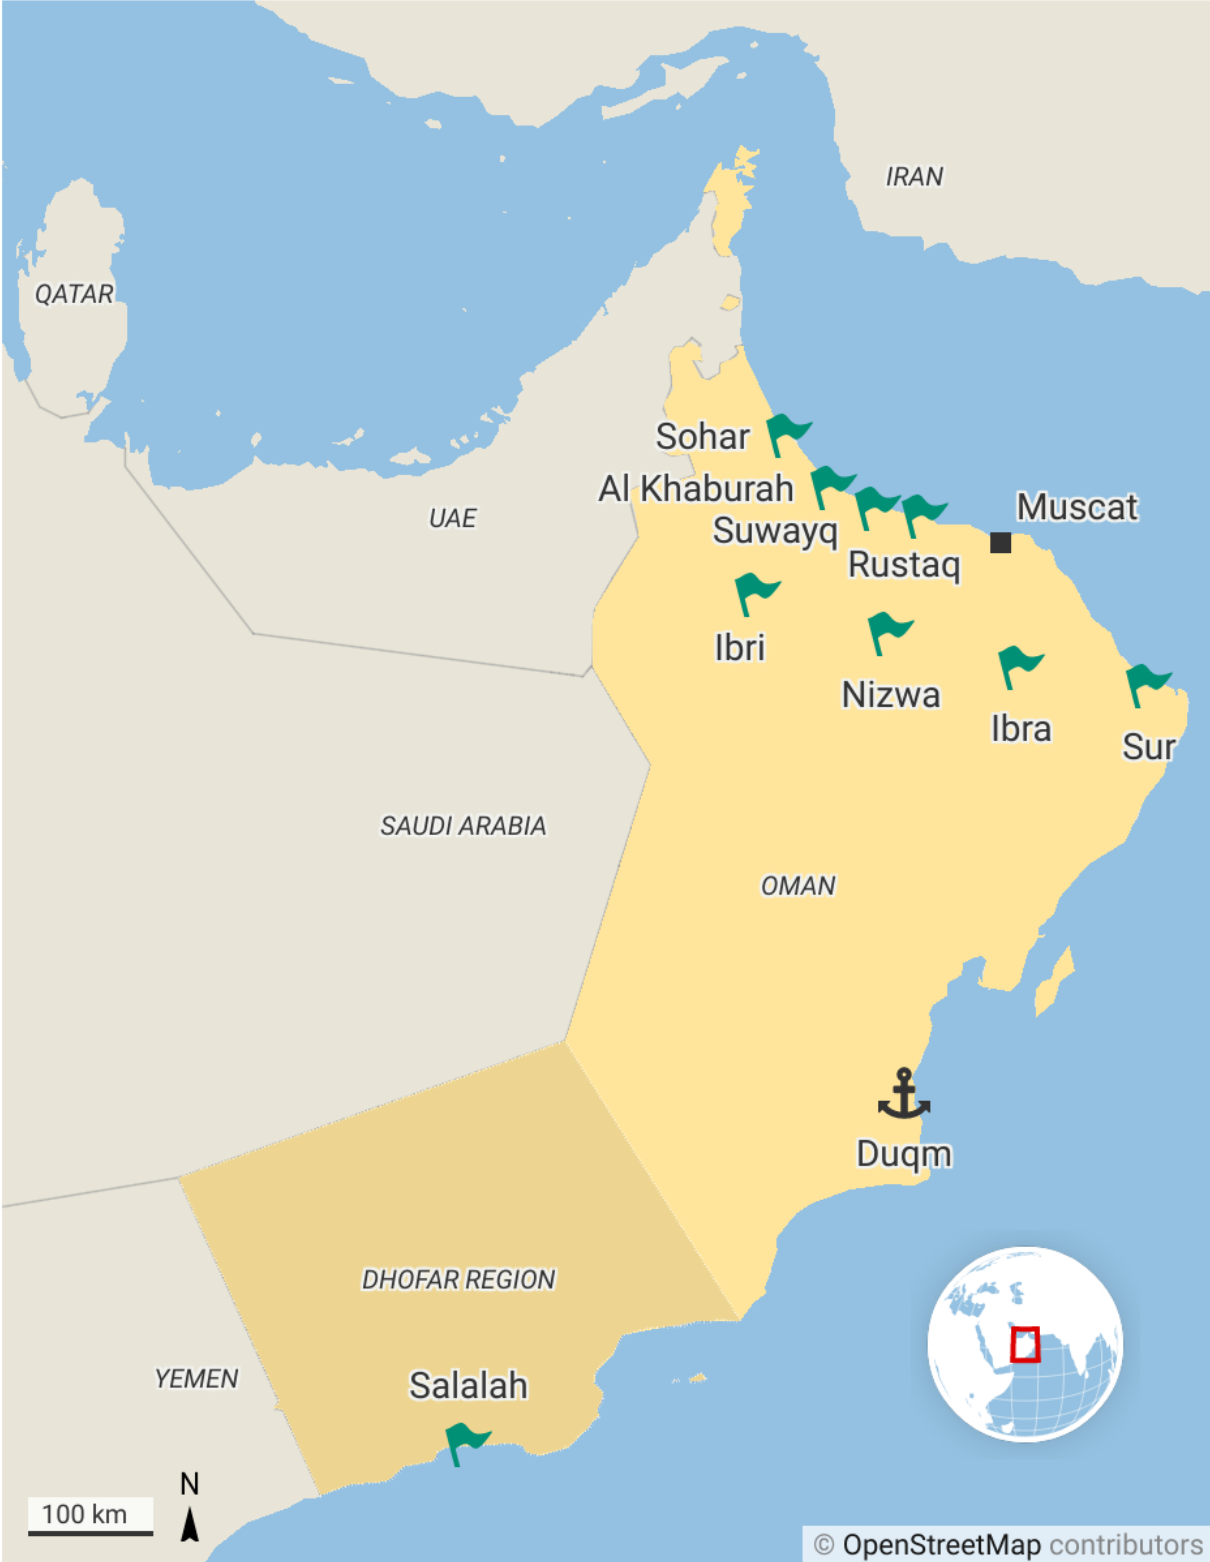 IRAN
QATAR
Sohar
Al Khaburah
Muscat
UAE
Suwayq
Rustaq
Ibri
Nizwa
Ibra
Sur
SAUDI ARABIA
OMAN
Duqm
DHOFAR REGION
YEMEN
Salalah
N
100 km
© OpenStreetMap contributors